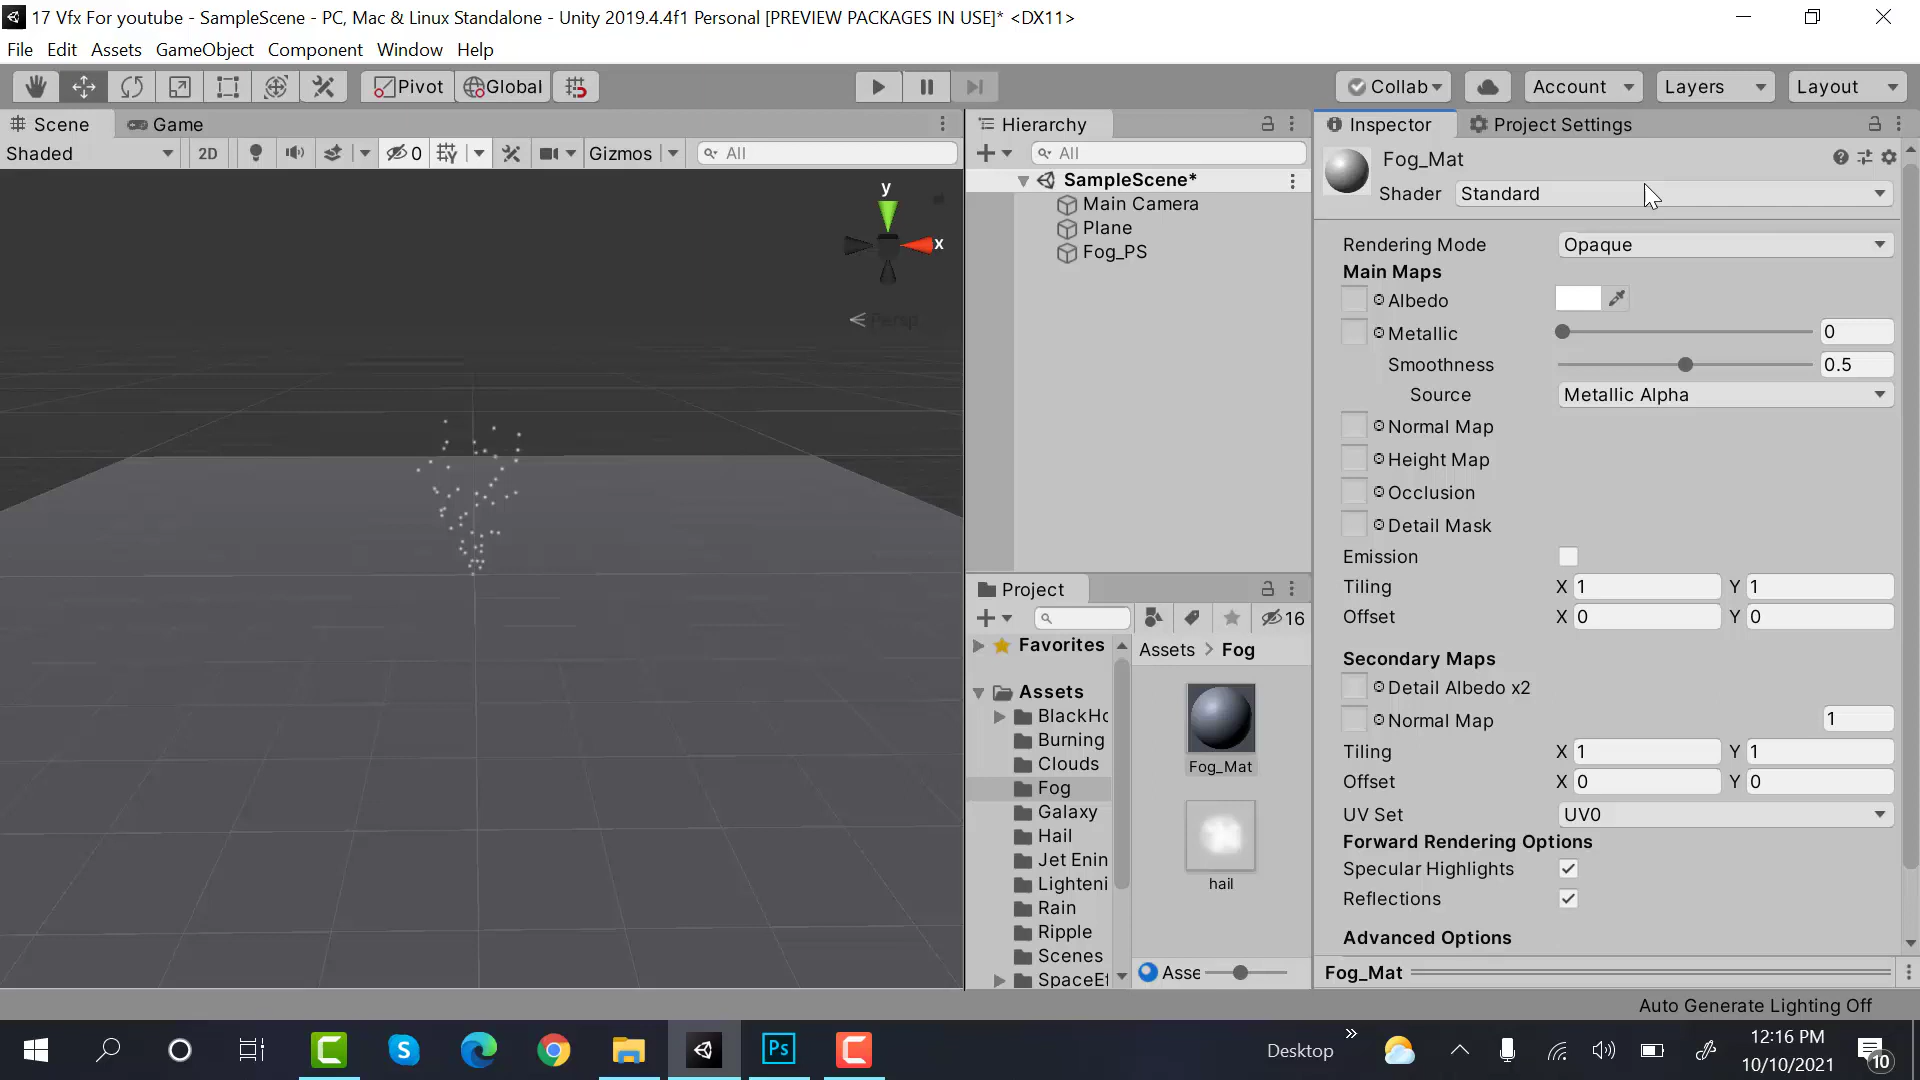 17 Vfx For youtube - SampleScene - PC, Mac & Linux Standalone - Unity 2019.4.4f1 Personal [PREVIEW PACKAGES IN USE]* <DX11>
File Edit Assets GameObject Component Window Help
Pivot Global Collab Account Layers Layout
Scene Game
Shaded 2D 0 Gizmos All
y
x
Persp
Hierarchy
All
SampleScene*
Main Camera
Plane
Fog_PS
Project
16
Favorites
Assets
BlackHo
Burning
Clouds
Fog
Galaxy
Hail
Jet Enin
Lighteni
Rain
Ripple
Scenes
SpaceEf
Assets > Fog
Fog_Mat
hail
Asse
Inspector Project Settings
Fog_Mat
Shader Standard
Rendering Mode Opaque
Main Maps
Albedo
Metallic 0
Smoothness 0.5
Source Metallic Alpha
Normal Map
Height Map
Occlusion
Detail Mask
Emission
Tiling X 1 Y 1
Offset X 0 Y 0
Secondary Maps
Detail Albedo x2
Normal Map 1
Tiling X 1 Y 1
Offset X 0 Y 0
UV Set UV0
Forward Rendering Options
Specular Highlights
Reflections
Advanced Options
Fog_Mat
Auto Generate Lighting Off
Ps
Desktop
12:16 PM
10/10/2021
10